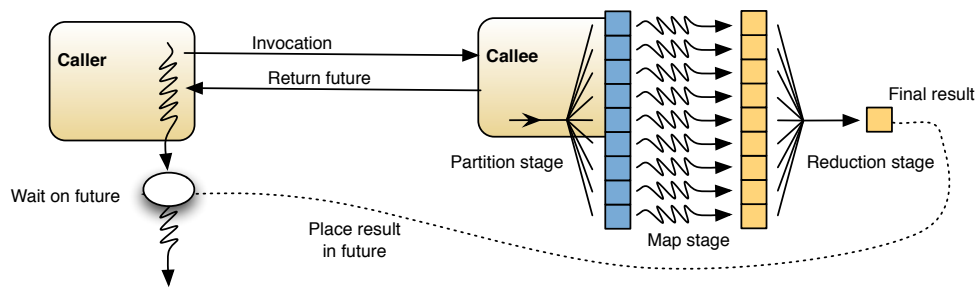 Caller
Invocation
Return future
Callee
Partition stage
Final result
Reduction stage
Map stage
Wait on future
Place result
in future